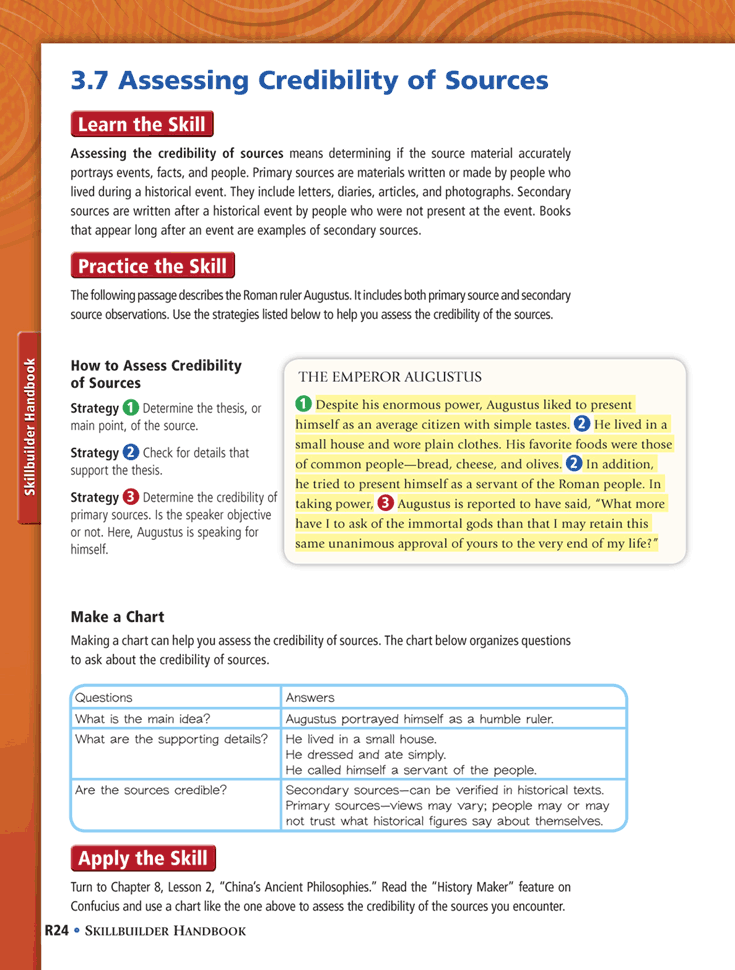 3.7 Assessing Credibility of Sources
Learn the Skill
Assessing the credibility of sources means determining if the source material accurately
portrays events, facts, and people. Primary sources are materials written or made by people who
lived during a historical event. They include letters, diaries, articles, and photographs. Secondary
sources are written after a historical event by people who were not present at the event. Books
that appear long after an event are examples of secondary sources.
Practice the Skill
The following passage describes the Roman ruler Augustus. It includes both primary source and secondary
source observations. Use the strategies listed below to help you assess the credibility of the sources.
Skillbuilder Handbook
How to Assess Credibility
of Sources
Strategy 1 Determine the thesis, or
main point, of the source.
Strategy 2 Check for details that
support the thesis.
Strategy 3 Determine the credibility of
primary sources. Is the speaker objective
or not. Here, Augustus is speaking for
himself.
THE EMPEROR AUGUSTUS
1 Despite his enormous power, Augustus liked to present
himself as an average citizen with simple tastes. 2 He lived in a
small house and wore plain clothes. His favorite foods were those
of common people—bread, cheese, and olives. 2 In addition,
he tried to present himself as a servant of the Roman people. In
taking power, 3 Augustus is reported to have said, “What more
have I to ask of the immortal gods than that I may retain this
same unanimous approval of yours to the very end of my life?”
Make a Chart
Making a chart can help you assess the credibility of sources. The chart below organizes questions
to ask about the credibility of sources.
Questions Answers
What is the main idea? Augustus portrayed himself as a humble ruler.
What are the supporting details? He lived in a small house.
He dressed and ate simply.
He called himself a servant of the people.
Are the sources credible? Secondary sources—can be verified in historical texts.
Primary sources—views may vary; people may or may
not trust what historical figures say about themselves.
Apply the Skill
Turn to Chapter 8, Lesson 2, “China’s Ancient Philosophies.” Read the “History Maker” feature on
Confucius and use a chart like the one above to assess the credibility of the sources you encounter.
R24 • SKILLBUILDER HANDBOOK